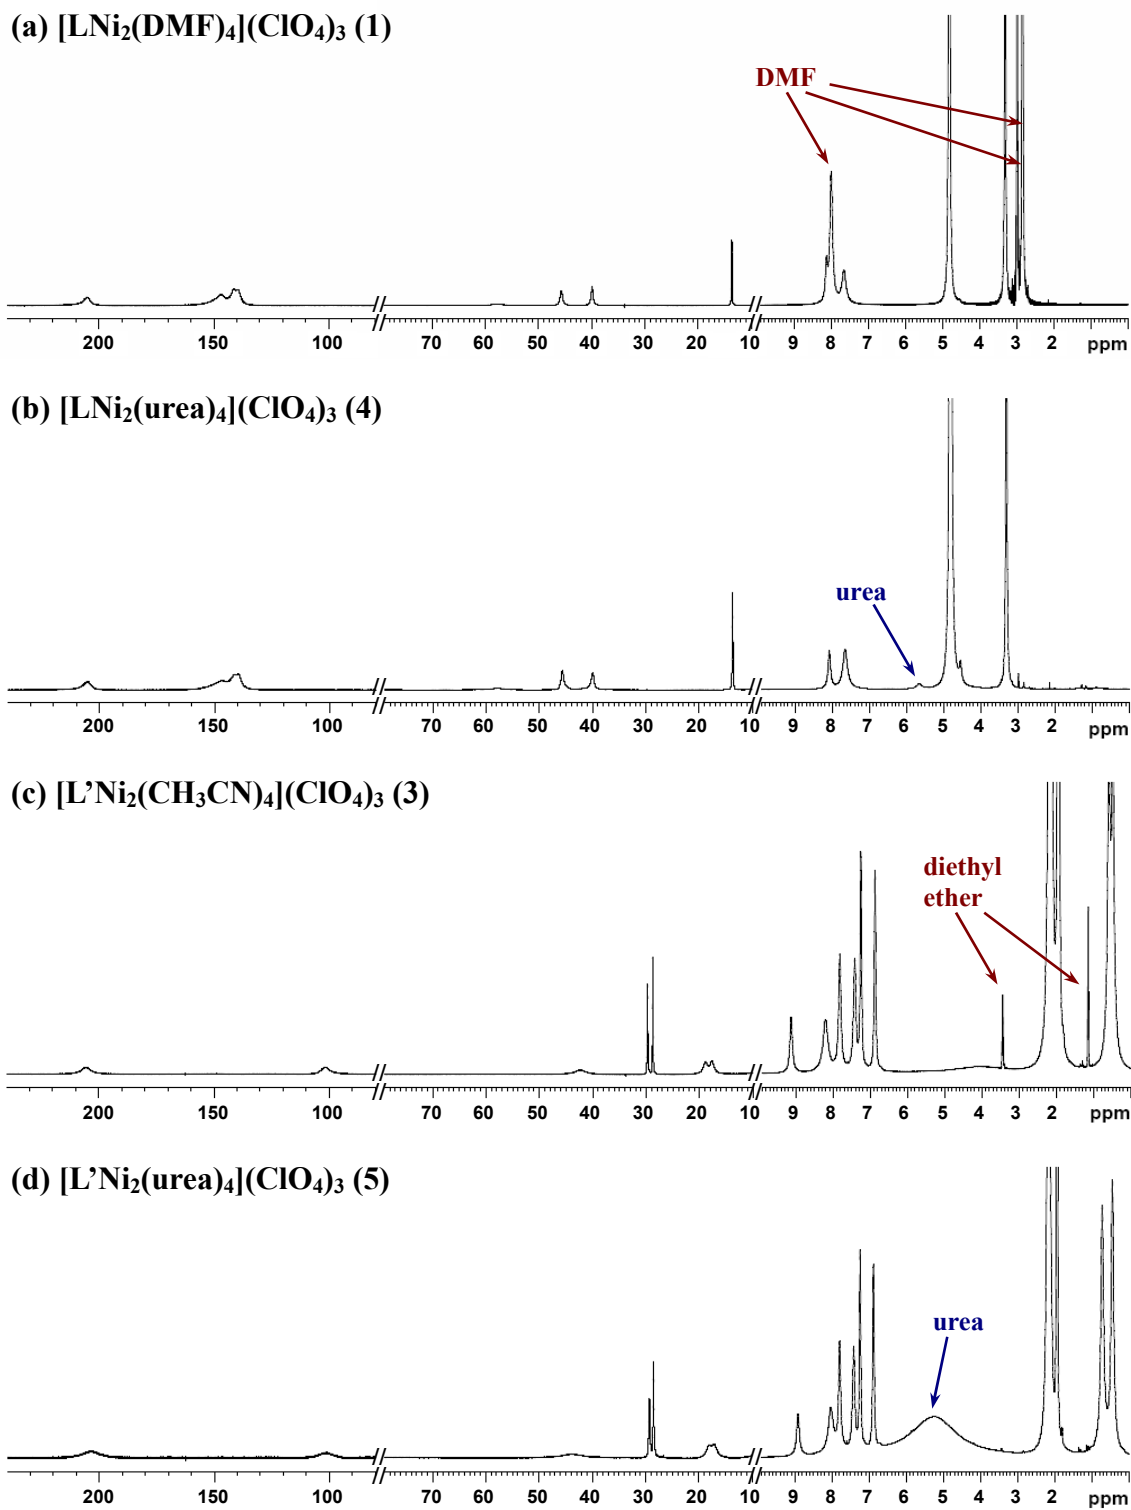 (a) [LNi₂(DMF)₄](ClO₄)₃ (1)
DMF
200 150 100 70 60 50 40 30 20 10 9 8 7 6 5 4 3 2 ppm
(b) [LNi₂(urea)₄](ClO₄)₃ (4)
urea
200 150 100 70 60 50 40 30 20 10 9 8 7 6 5 4 3 2 ppm
(c) [L’Ni₂(CH₃CN)₄](ClO₄)₃ (3)
diethyl
ether
200 150 100 70 60 50 40 30 20 10 9 8 7 6 5 4 3 2 ppm
(d) [L’Ni₂(urea)₄](ClO₄)₃ (5)
urea
200 150 100 70 60 50 40 30 20 10 9 8 7 6 5 4 3 2 ppm